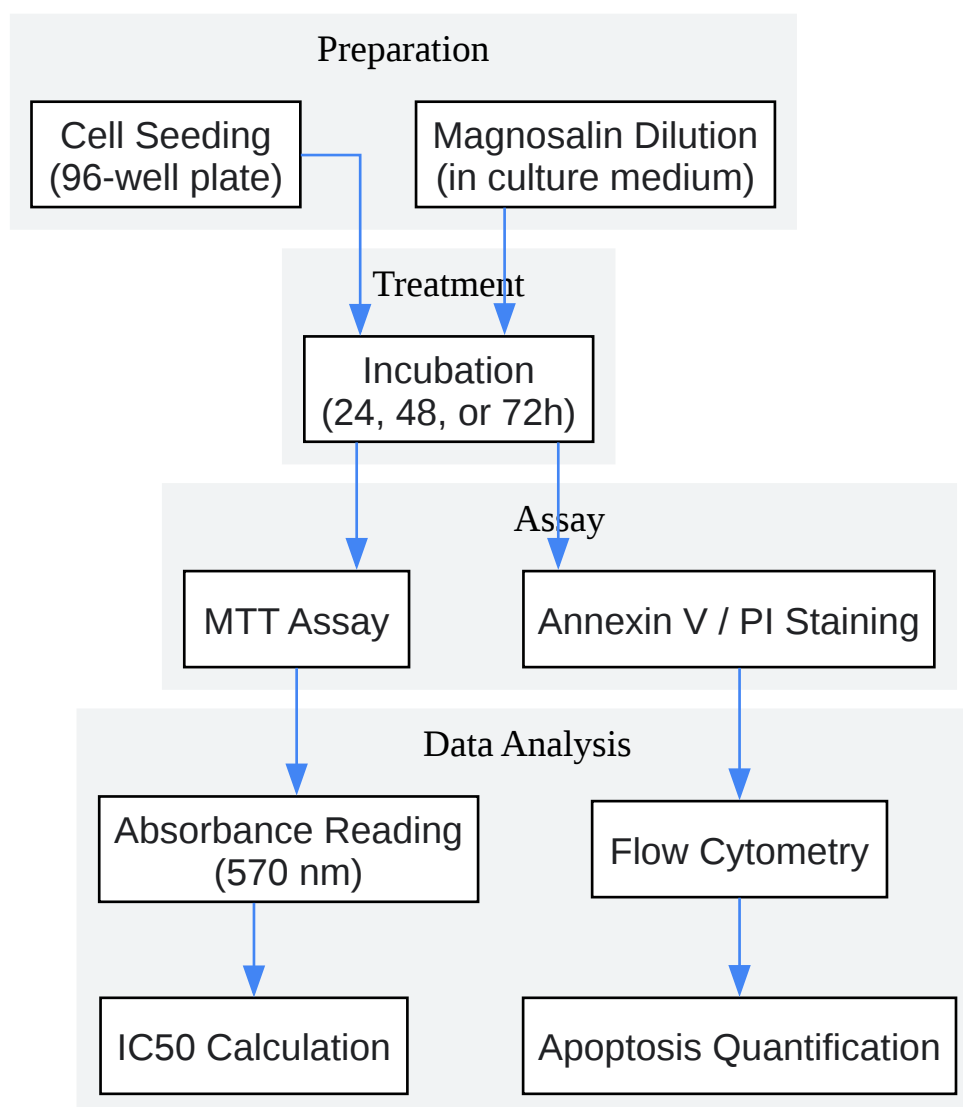 Preparation
Cell Seeding
(96-well plate)
Magnosalin Dilution
(in culture medium)
Treatment
Incubation
(24, 48, or 72h)
Assay
MTT Assay
Annexin V / PI Staining
Data Analysis
Absorbance Reading
(570 nm)
Flow Cytometry
IC50 Calculation
Apoptosis Quantification